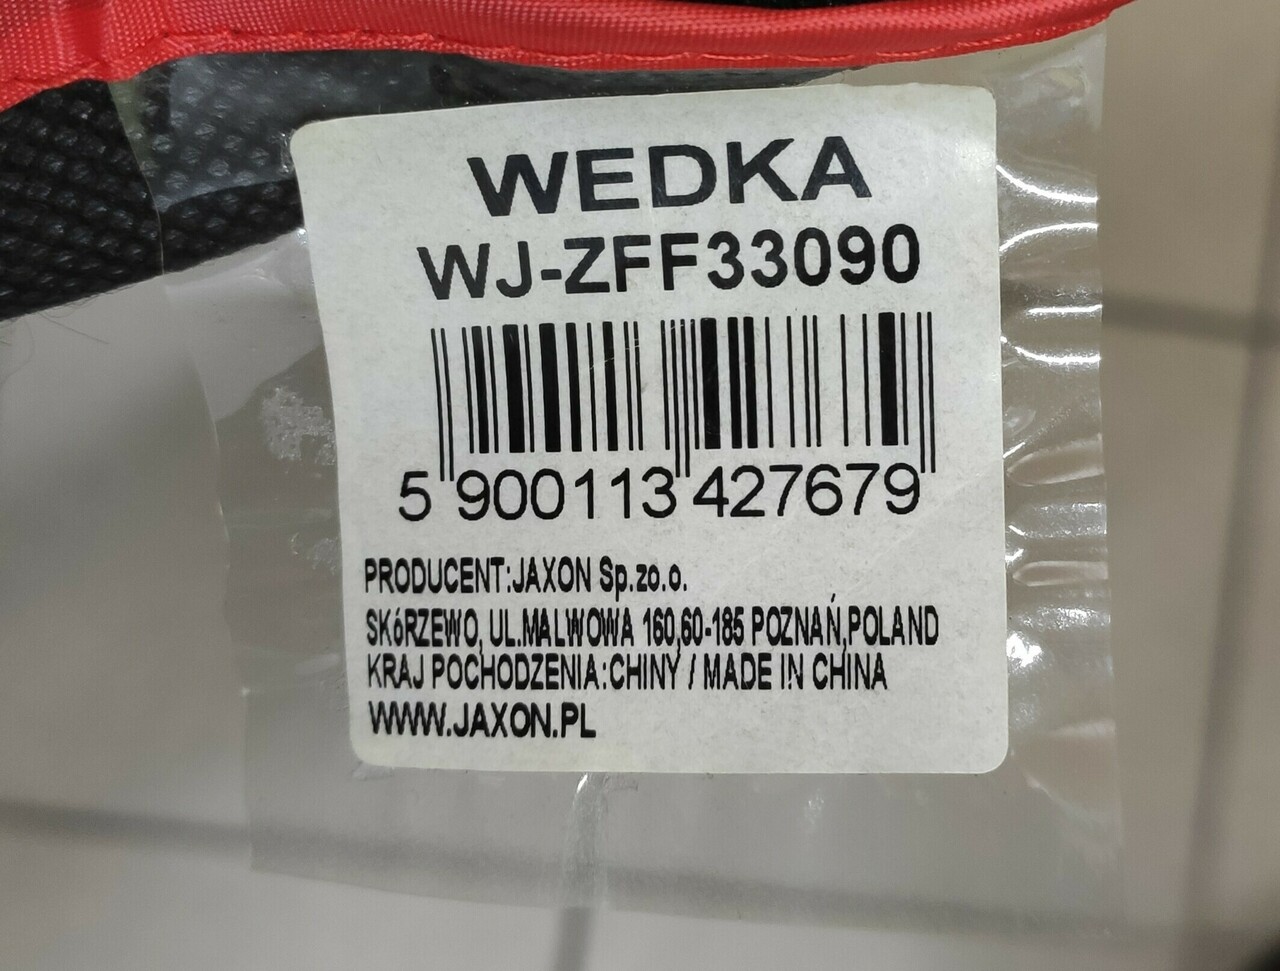 WEDKA
WJ-ZFF33090
5 900113 427679
PRODUCENT:JAXON Sp.zo.o.
SKóRZEWO, UL.MALWOWA 160,60-185 POZNAŃ,POLAND
KRAJ POCHODZENIA:CHINY / MADE IN CHINA
WWW.JAXON.PL